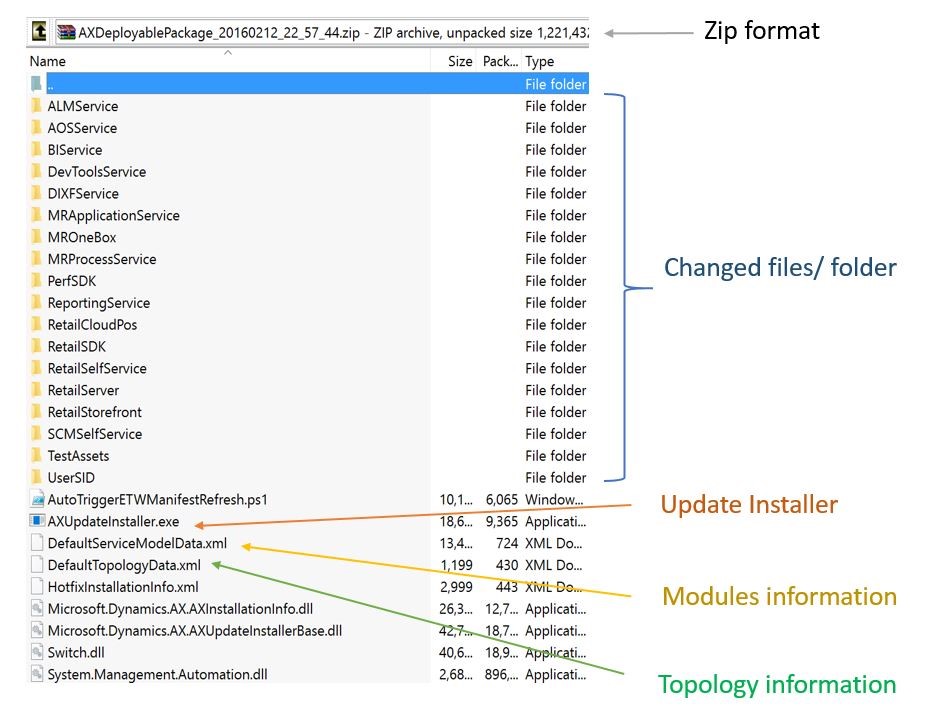 AXDeployablePackage_20160212_22_57_44.zip - ZIP archive, unpacked size 1,221,432
Zip format
Name Size Pack... Type
.. File folder
ALMService File folder
AOSService File folder
BIService File folder
DevToolsService File folder
DIXFService File folder
MRApplicationService File folder
MROneBox File folder
MRProcessService File folder
Changed files/ folder
PerfSDK File folder
ReportingService File folder
RetailCloudPos File folder
RetailSDK File folder
RetailSelfService File folder
RetailServer File folder
RetailStorefront File folder
SCMSelfService File folder
TestAssets File folder
UserSID File folder
AutoTriggerETWManifestRefresh.ps1 10,1... 6,065 Window...
Update Installer
AXUpdateInstaller.exe 18,6... 9,365 Applicati...
DefaultServiceModelData.xml 13,4... 724 XML Do...
DefaultTopologyData.xml 1,199 430 XML Do...
HotfixInstallationInfo.xml 2,999 443 XML Do...
Modules information
Microsoft.Dynamics.AX.AXInstallationInfo.dll 26,3... 12,7... Applicati...
Microsoft.Dynamics.AX.AXUpdateInstallerBase.dll 42,7... 18,7... Applicati...
Switch.dll 40,6... 18,9... Applicati...
System.Management.Automation.dll 2,68... 896,... Applicati...
Topology information